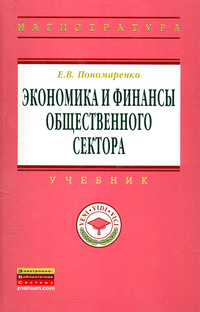 МАГИСТРАТУРА
Е.В. Пономаренко
ЭКОНОМИКА И ФИНАНСЫ
ОБЩЕСТВЕННОГО
СЕКТОРА
УЧЕБНИК
VENI • VIDI • VICI
Электронно-
Библиотечная
Система
znanium.com